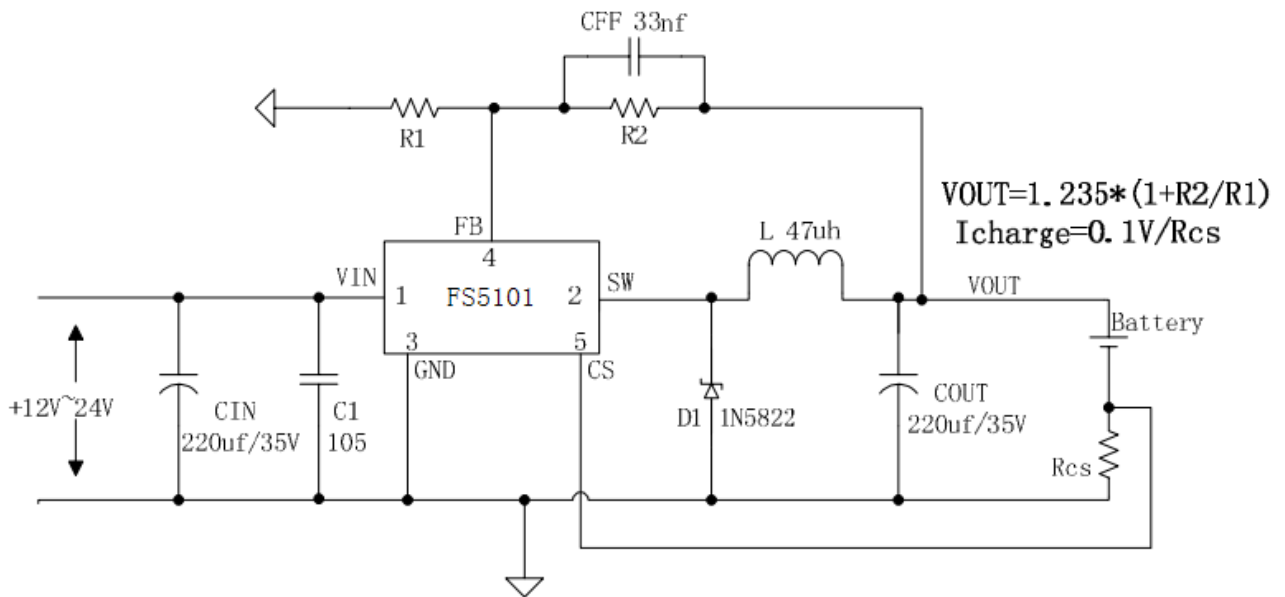 CFF 33nf
R1
R2
VOUT=1.235*(1+R2/R1)
Icharge=0.1V/Rcs
FB
4
L 47uh
VIN
1
FS5101
2
SW
VOUT
3
5
Battery
GND
CS
+12V~24V
CIN
220uf/35V
C1
105
D1
1N5822
COUT
220uf/35V
Rcs